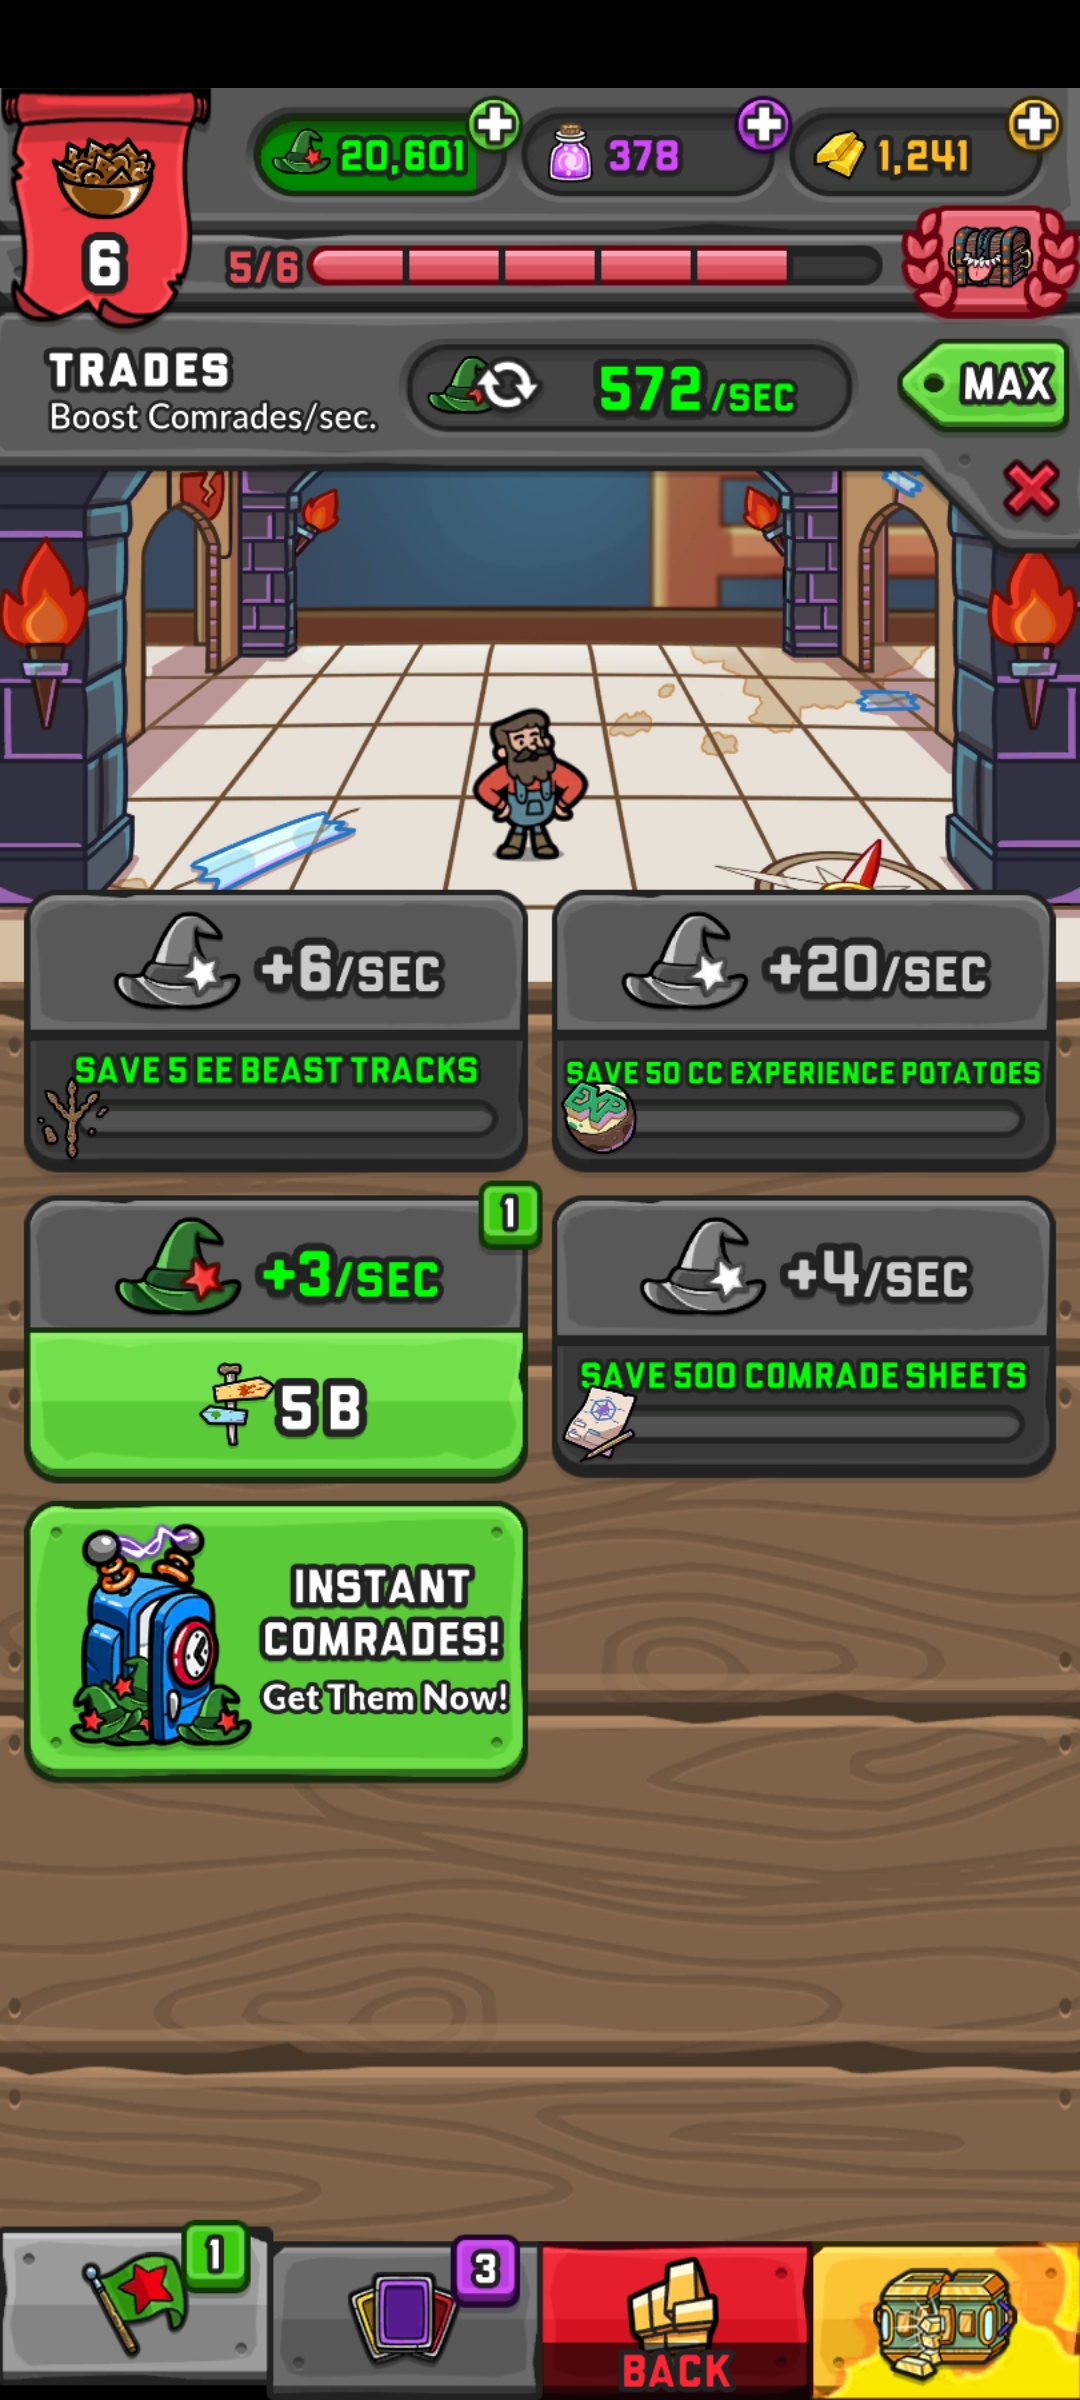 20,601
378
1,241
6
5/6
TRADES
Boost Comrades/sec.
572/SEC
MAX
+6/SEC
+20/SEC
SAVE 5 EE BEAST TRACKS
SAVE 50 CC EXPERIENCE POTATOES
EXP
1
+3/SEC
+4/SEC
5 B
SAVE 500 COMRADE SHEETS
INSTANT
COMRADES!
Get Them Now!
1
3
BACK